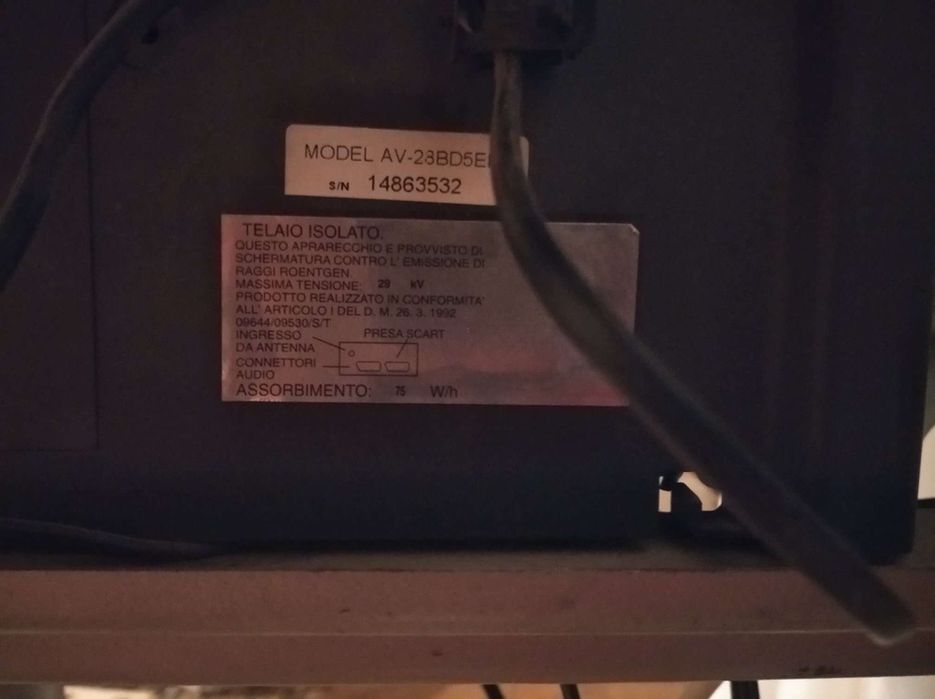 MODEL AV-28BD5E
S/N 14863532
TELAIO ISOLATO.
QUESTO APPARECCHIO E PROVVISTO DI
SCHERMATURA CONTRO L' EMISSIONE DI
RAGGI ROENTGEN.
MASSIMA TENSIONE: 29 kV
PRODOTTO REALIZZATO IN CONFORMITA'
ALL' ARTICOLO I DEL D. M. 26. 3. 1992
09644/09530/S/T
INGRESSO PRESA SCART
DA ANTENNA
CONNETTORI
AUDIO
ASSORBIMENTO: 75 W/h